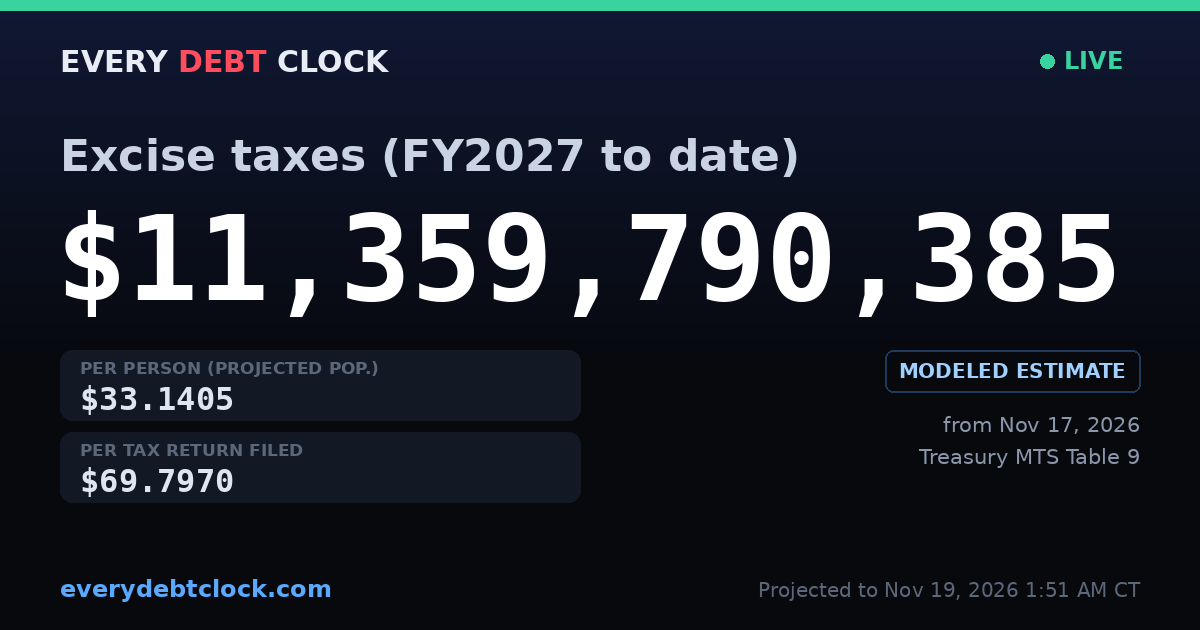 EVERY DEBT CLOCK
LIVE
Excise taxes (FY2027 to date)
$11,359,790,385
PER PERSON (PROJECTED POP.)
$33.1405
PER TAX RETURN FILED
$69.7970
MODELED ESTIMATE
from Nov 17, 2026
Treasury MTS Table 9
everydebtclock.com
Projected to Nov 19, 2026 1:51 AM CT